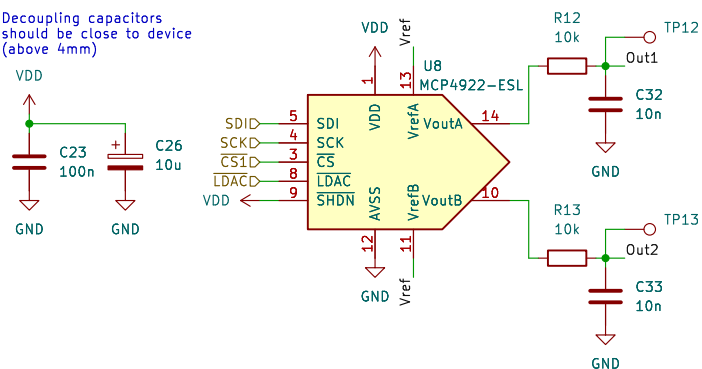 Decoupling capacitors
should be close to device
(above 4mm)
VDD
C23
100n
GND
C26
10u
GND
VDD
Vref
U8
MCP4922-ESL
1
13
VDD
VrefA
SDI
5
SDI
SCK
4
SCK
CS1
3
CS
LDAC
8
LDAC
VDD
9
SHDN
VoutA
14
VoutB
10
AVSS
VrefB
12
11
GND
Vref
R12
10k
TP12
Out1
C32
10n
GND
R13
10k
TP13
Out2
C33
10n
GND